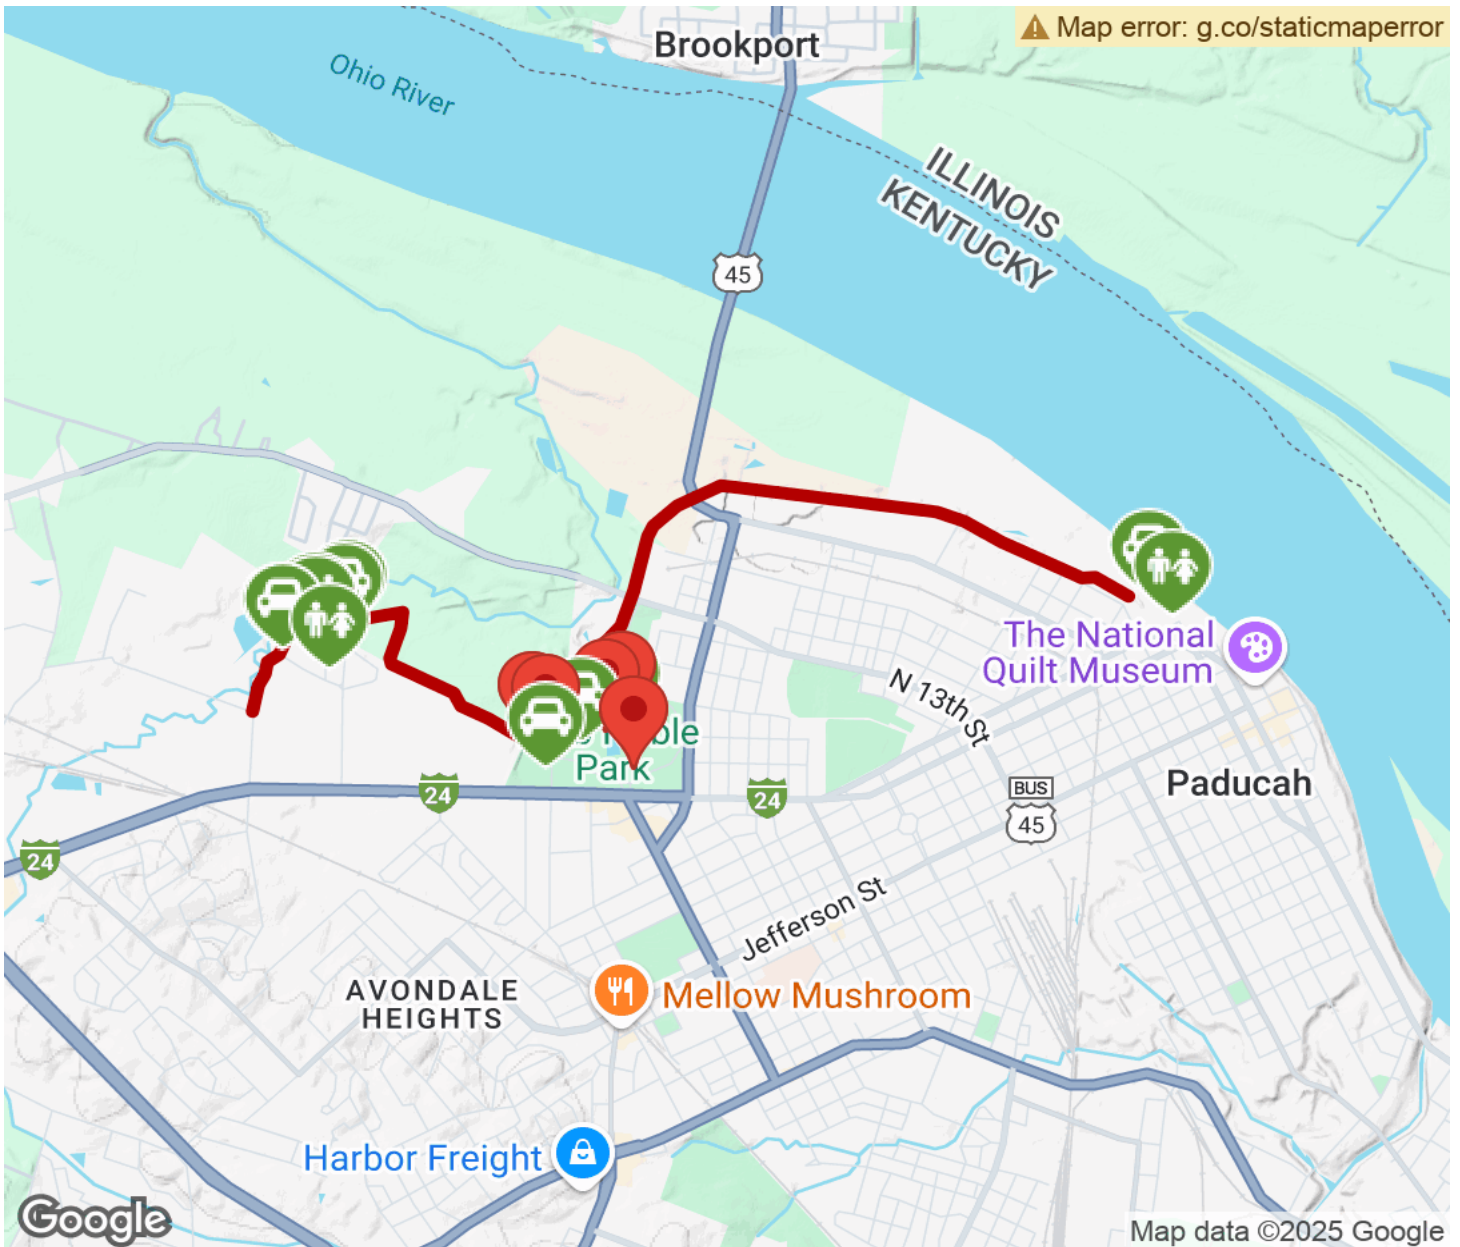 Map error: g.co/staticmaperror
Brookport
Ohio River
ILLINOIS
KENTUCKY
45
The National
Quilt Museum
N 13th St
Park
24
24
24
BUS
45
Paducah
Jefferson St
AVONDALE
HEIGHTS
Mellow Mushroom
Harbor Freight
Google
Map data ©2025 Google